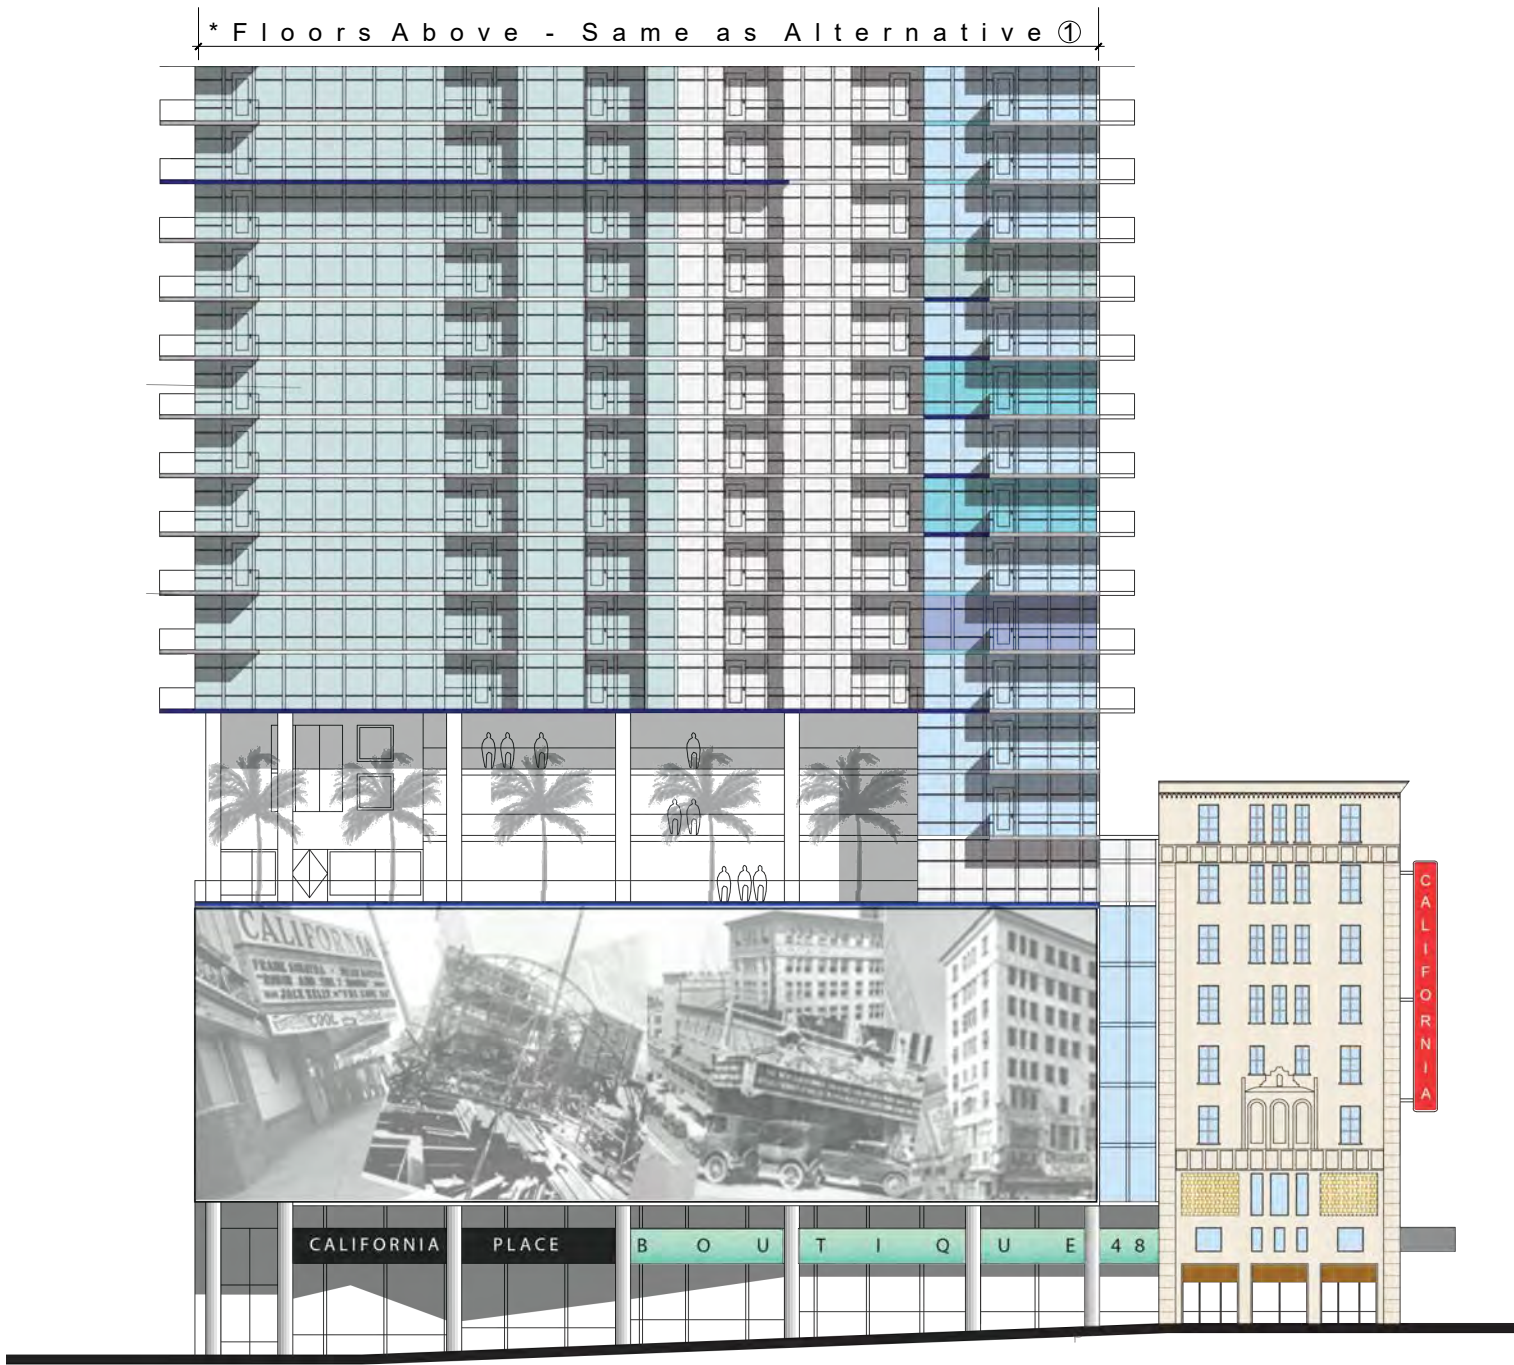 * Floors Above - Same as Alternative ①
CALIFORNIA
CALIFORNIA
CALIFORNIA PLACE BOUTIQUE 48